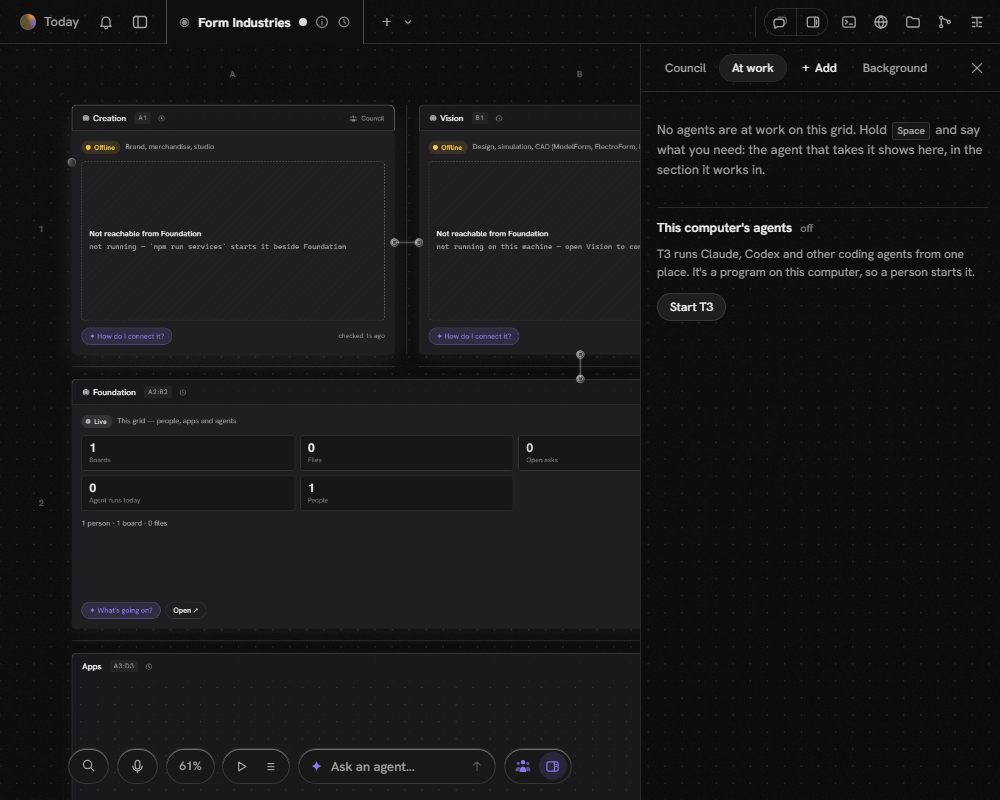 Today
Form Industries
Council
At work
+ Add
Background
A
B
Creation A1
Council
Offline Brand, merchandise, studio
Not reachable from Foundation
not running — `npm run services` starts it beside Foundation
✦ How do I connect it?
checked 1s ago
Vision B1
Offline Design, simulation, CAD (ModelForm, ElectroForm,
Not reachable from Foundation
not running on this machine — open Vision to
✦ How do I connect it?
No agents are at work on this grid. Hold Space and say
what you need: the agent that takes it shows here, in the
section it works in.
This computer's agents off
T3 runs Claude, Codex and other coding agents from one
place. It's a program on this computer, so a person starts it.
Start T3
1
Foundation A2:B2
Live This grid — people, apps and agents
1
Boards
0
Files
0
Open asks
0
Agent runs today
1
People
2
1 person · 1 board · 0 files
✦ What's going on?
Open ↗
Apps A3:D3
61%
Ask an agent...